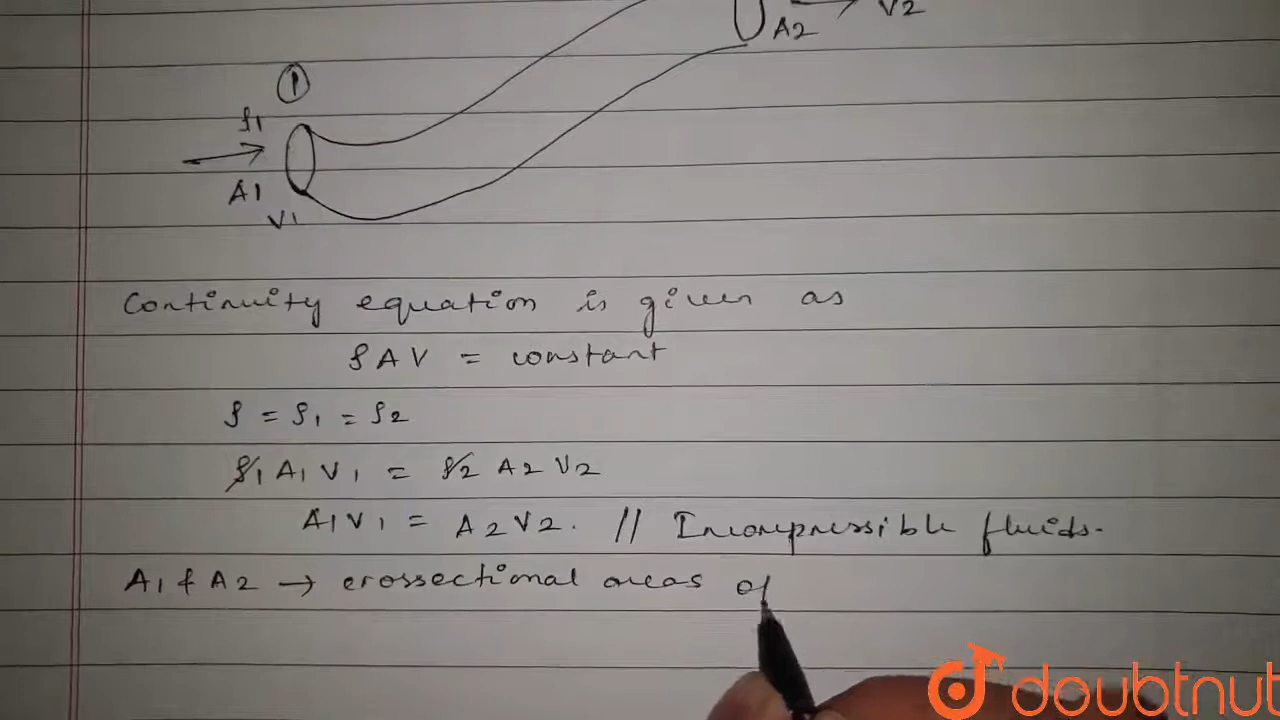 V2
A2
1
ρ1
A1
V1
Continuity equation is given as
ρAV = constant
ρ = ρ1 = ρ2
ρ1 A1 V1 = ρ2 A2 V2
A1V1 = A2V2. // Incompressible fluids.
A1 & A2 → crossectional areas of
doubtnut